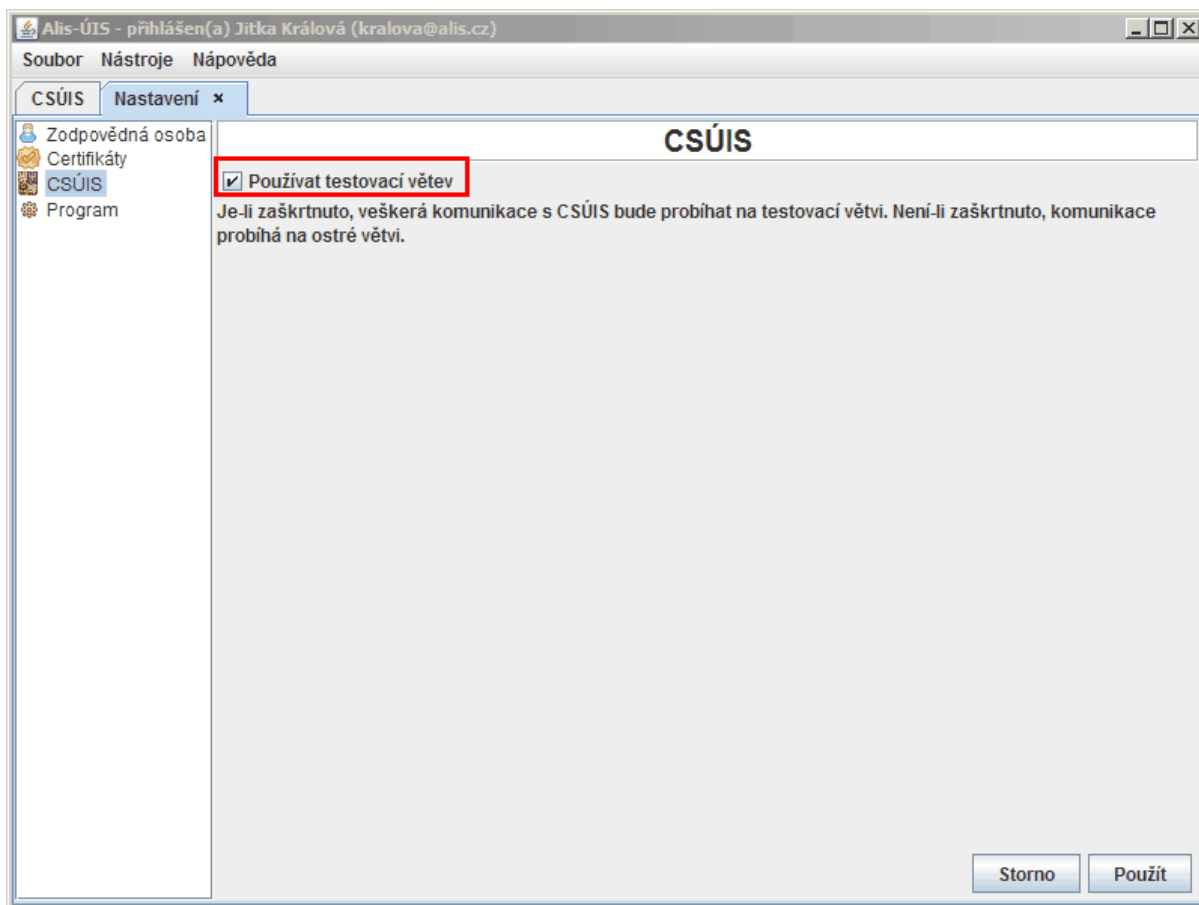 Alis-ÚIS - přihlášen(a) Jitka Králová (kralova@alis.cz)
Soubor Nástroje Nápověda
CSÚIS Nastavení
Zodpovědná osoba
Certifikáty
CSÚIS
Program
CSÚIS
Používat testovací větev
Je-li zaškrtnuto, veškerá komunikace s CSÚIS bude probíhat na testovací větvi. Není-li zaškrtnuto, komunikace
probíhá na ostré větvi.
Storno Použít